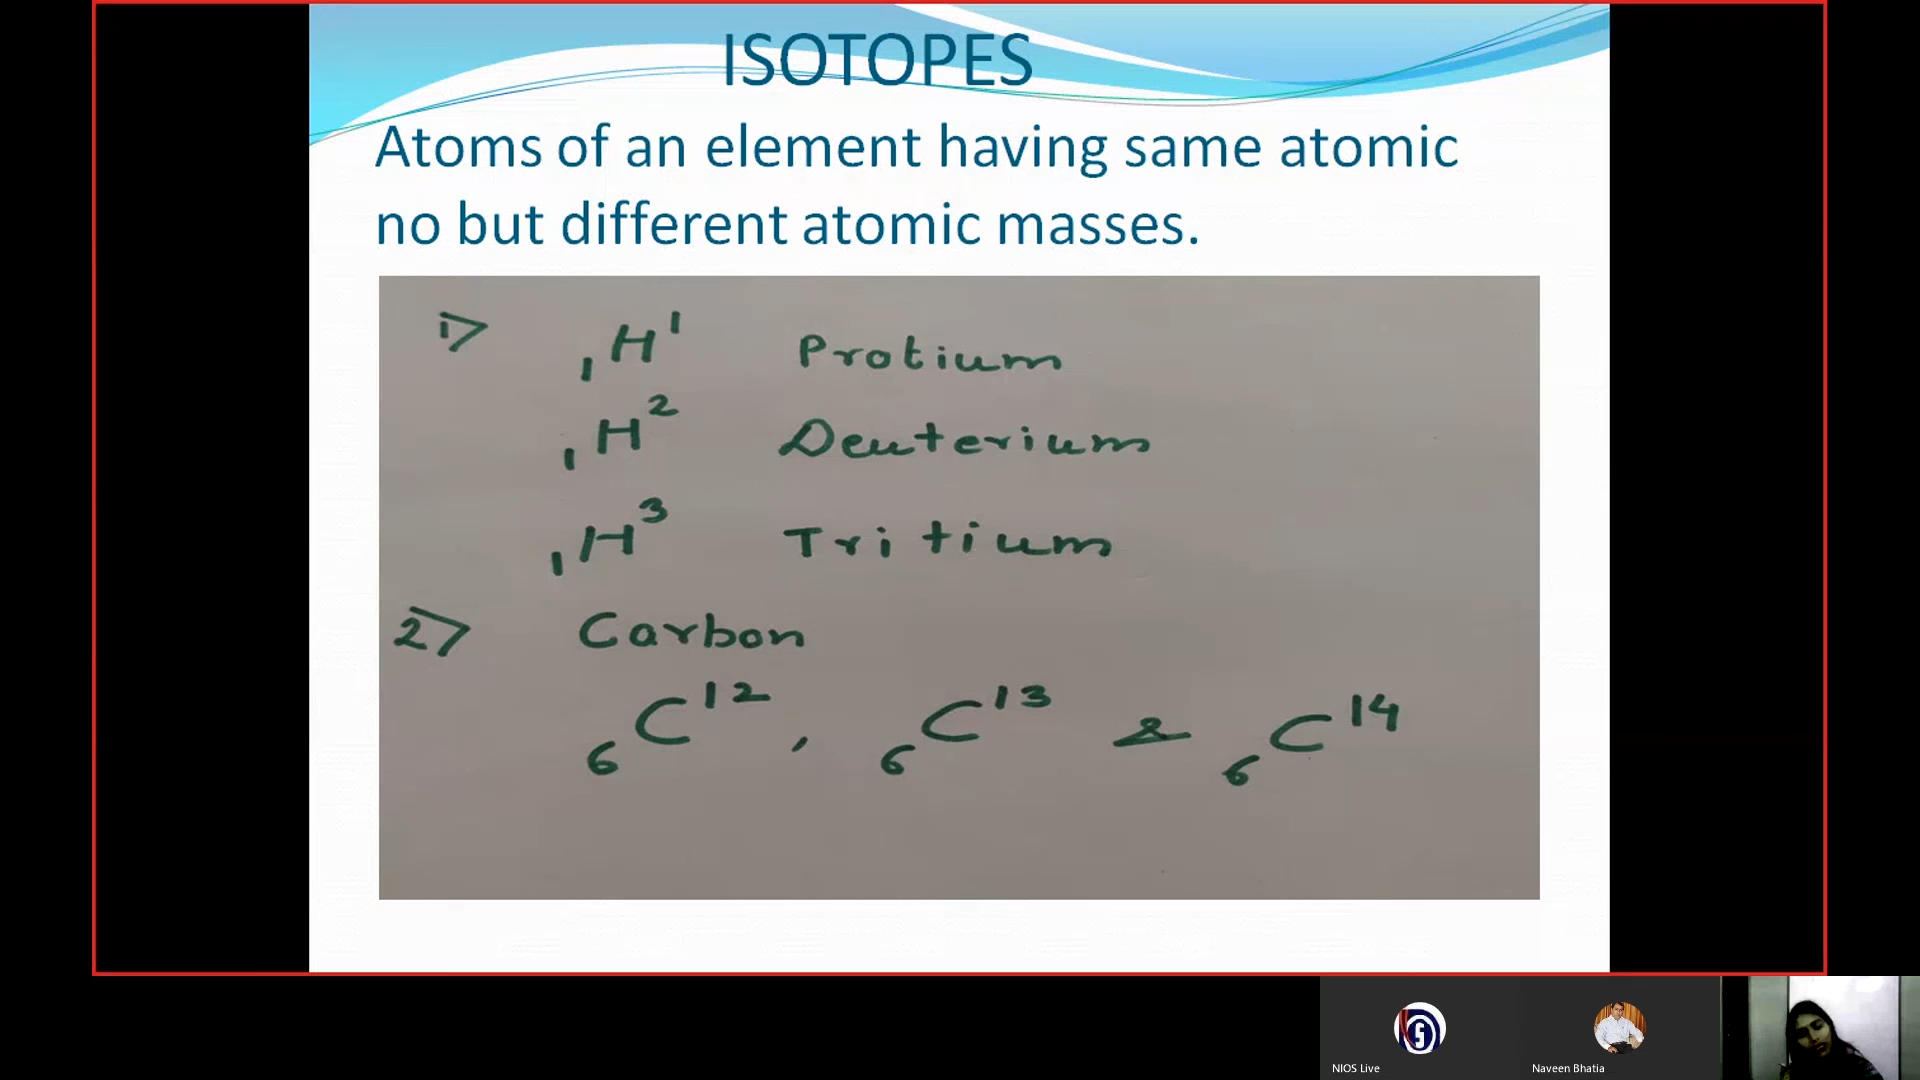 ISOTOPES
Atoms of an element having same atomic
no but different atomic masses.
1> ₁H¹ Protium
₁H² Deuterium
₁H³ Tritium
2> Carbon
₆C¹² , ₆C¹³ & ₆C¹⁴
NIOS Live
Naveen Bhatia